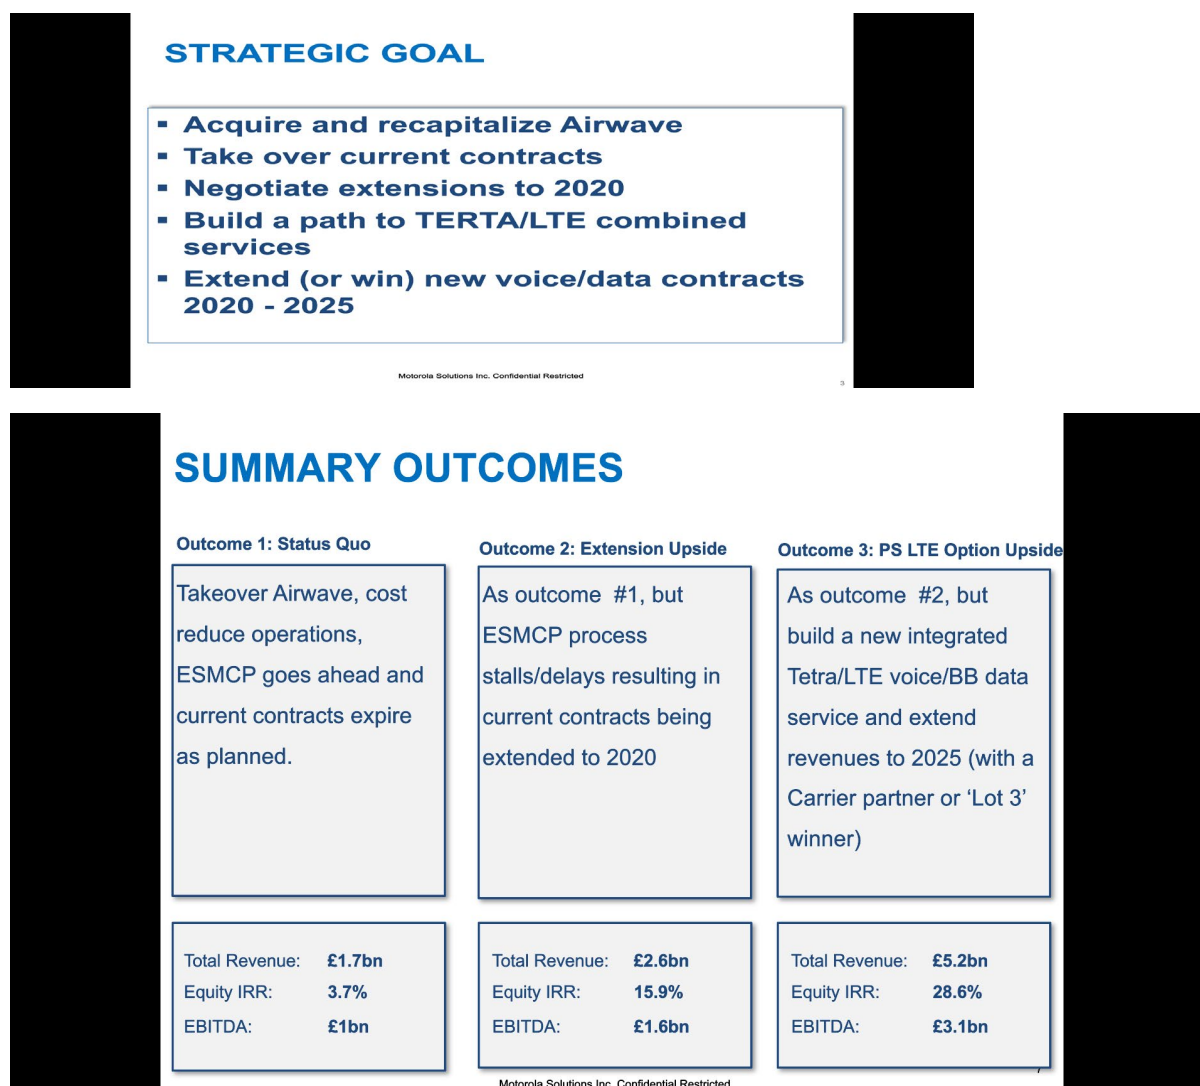 STRATEGIC GOAL
▪ Acquire and recapitalize Airwave
▪ Take over current contracts
▪ Negotiate extensions to 2020
▪ Build a path to TERTA/LTE combined
services
▪ Extend (or win) new voice/data contracts
2020 - 2025
Motorola Solutions Inc. Confidential Restricted
3
SUMMARY OUTCOMES
Outcome 1: Status Quo
Takeover Airwave, cost
reduce operations,
ESMCP goes ahead and
current contracts expire
as planned.
Total Revenue: £1.7bn
Equity IRR: 3.7%
EBITDA: £1bn
Outcome 2: Extension Upside
As outcome #1, but
ESMCP process
stalls/delays resulting in
current contracts being
extended to 2020
Total Revenue: £2.6bn
Equity IRR: 15.9%
EBITDA: £1.6bn
Outcome 3: PS LTE Option Upside
As outcome #2, but
build a new integrated
Tetra/LTE voice/BB data
service and extend
revenues to 2025 (with a
Carrier partner or ‘Lot 3’
winner)
Total Revenue: £5.2bn
Equity IRR: 28.6%
EBITDA: £3.1bn
Motorola Solutions Inc. Confidential Restricted